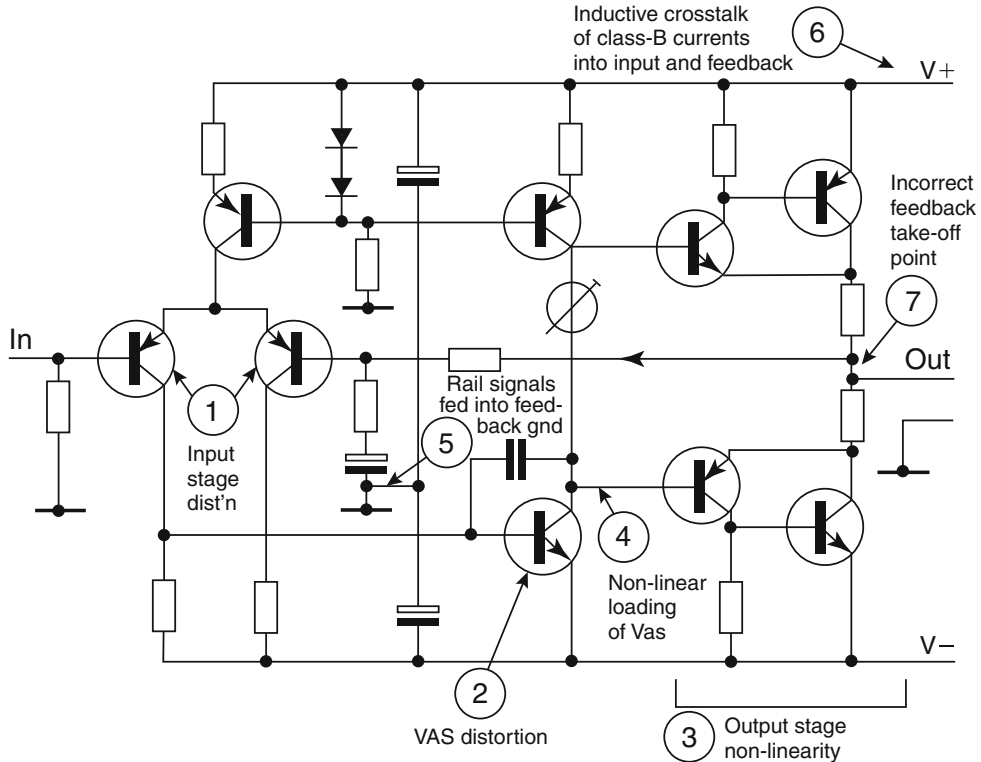 Inductive crosstalk
of class-B currents
into input and feedback
6
V+
Incorrect
feedback
take-off
point
7
In
Out
1
Input
stage
dist'n
Rail signals
fed into feed-
back gnd
5
4
Non-linear
loading
of Vas
V−
2
VAS distortion
3
Output stage
non-linearity